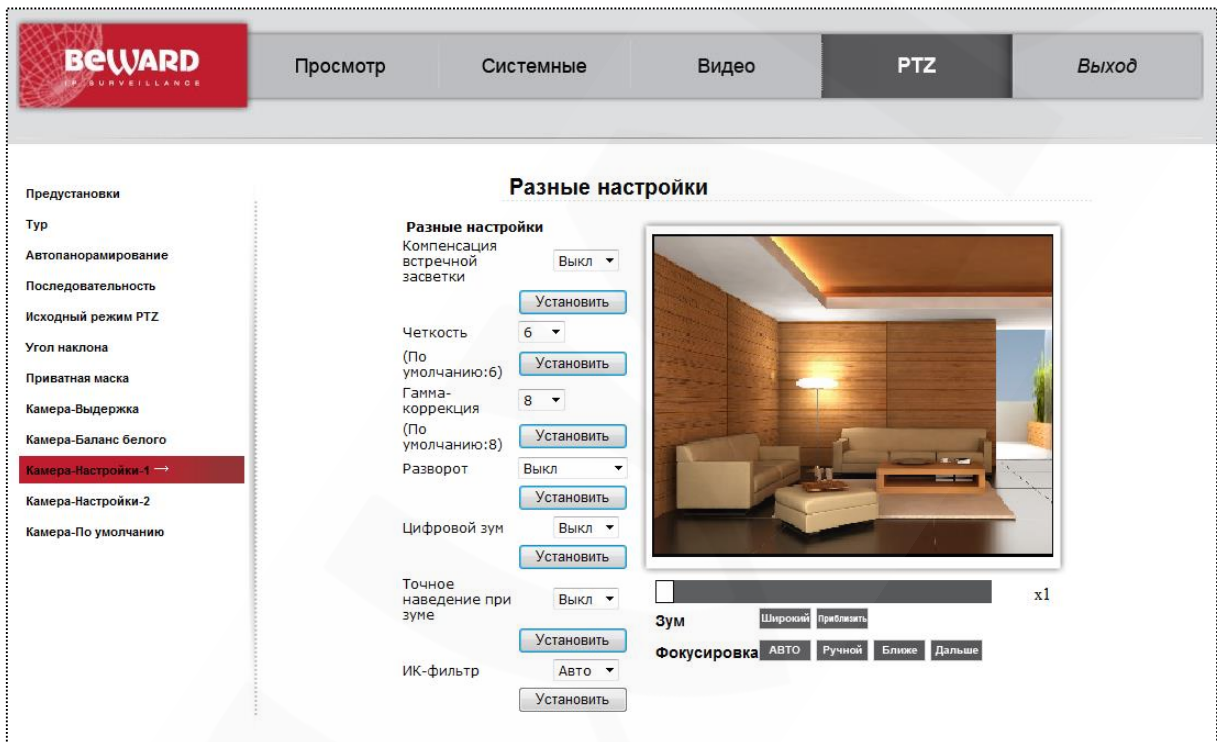 BEWARD
IP SURVEILLANCE
Просмотр
Системные
Видео
PTZ
Выход
Предустановки
Тур
Автопанорамирование
Последовательность
Исходный режим PTZ
Угол наклона
Приватная маска
Камера-Выдержка
Камера-Баланс белого
Камера-Настройки-1 →
Камера-Настройки-2
Камера-По умолчанию
Разные настройки
Разные настройки
Компенсация
встречной
засветки
Выкл
Установить
Четкость
6
(По
умолчанию:6)
Установить
Гамма-
коррекция
8
(По
умолчанию:8)
Установить
Разворот
Выкл
Установить
Цифровой зум
Выкл
Установить
Точное
наведение при
зуме
Выкл
Установить
ИК-фильтр
Авто
Установить
x1
Зум
Широкий
Приблизить
Фокусировка
АВТО
Ручной
Ближе
Дальше